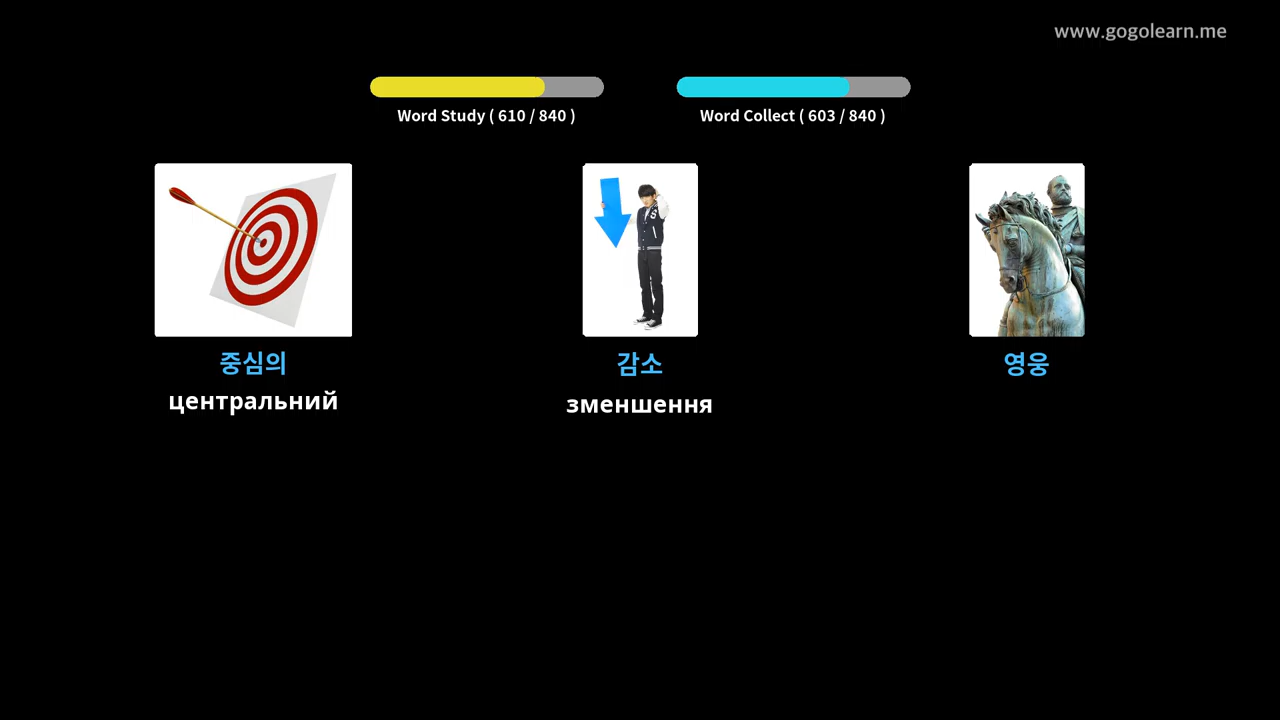 www.gogolearn.me
Word Study ( 610 / 840 )
Word Collect ( 603 / 840 )
S
중심의
감소
영웅
центральний
зменшення